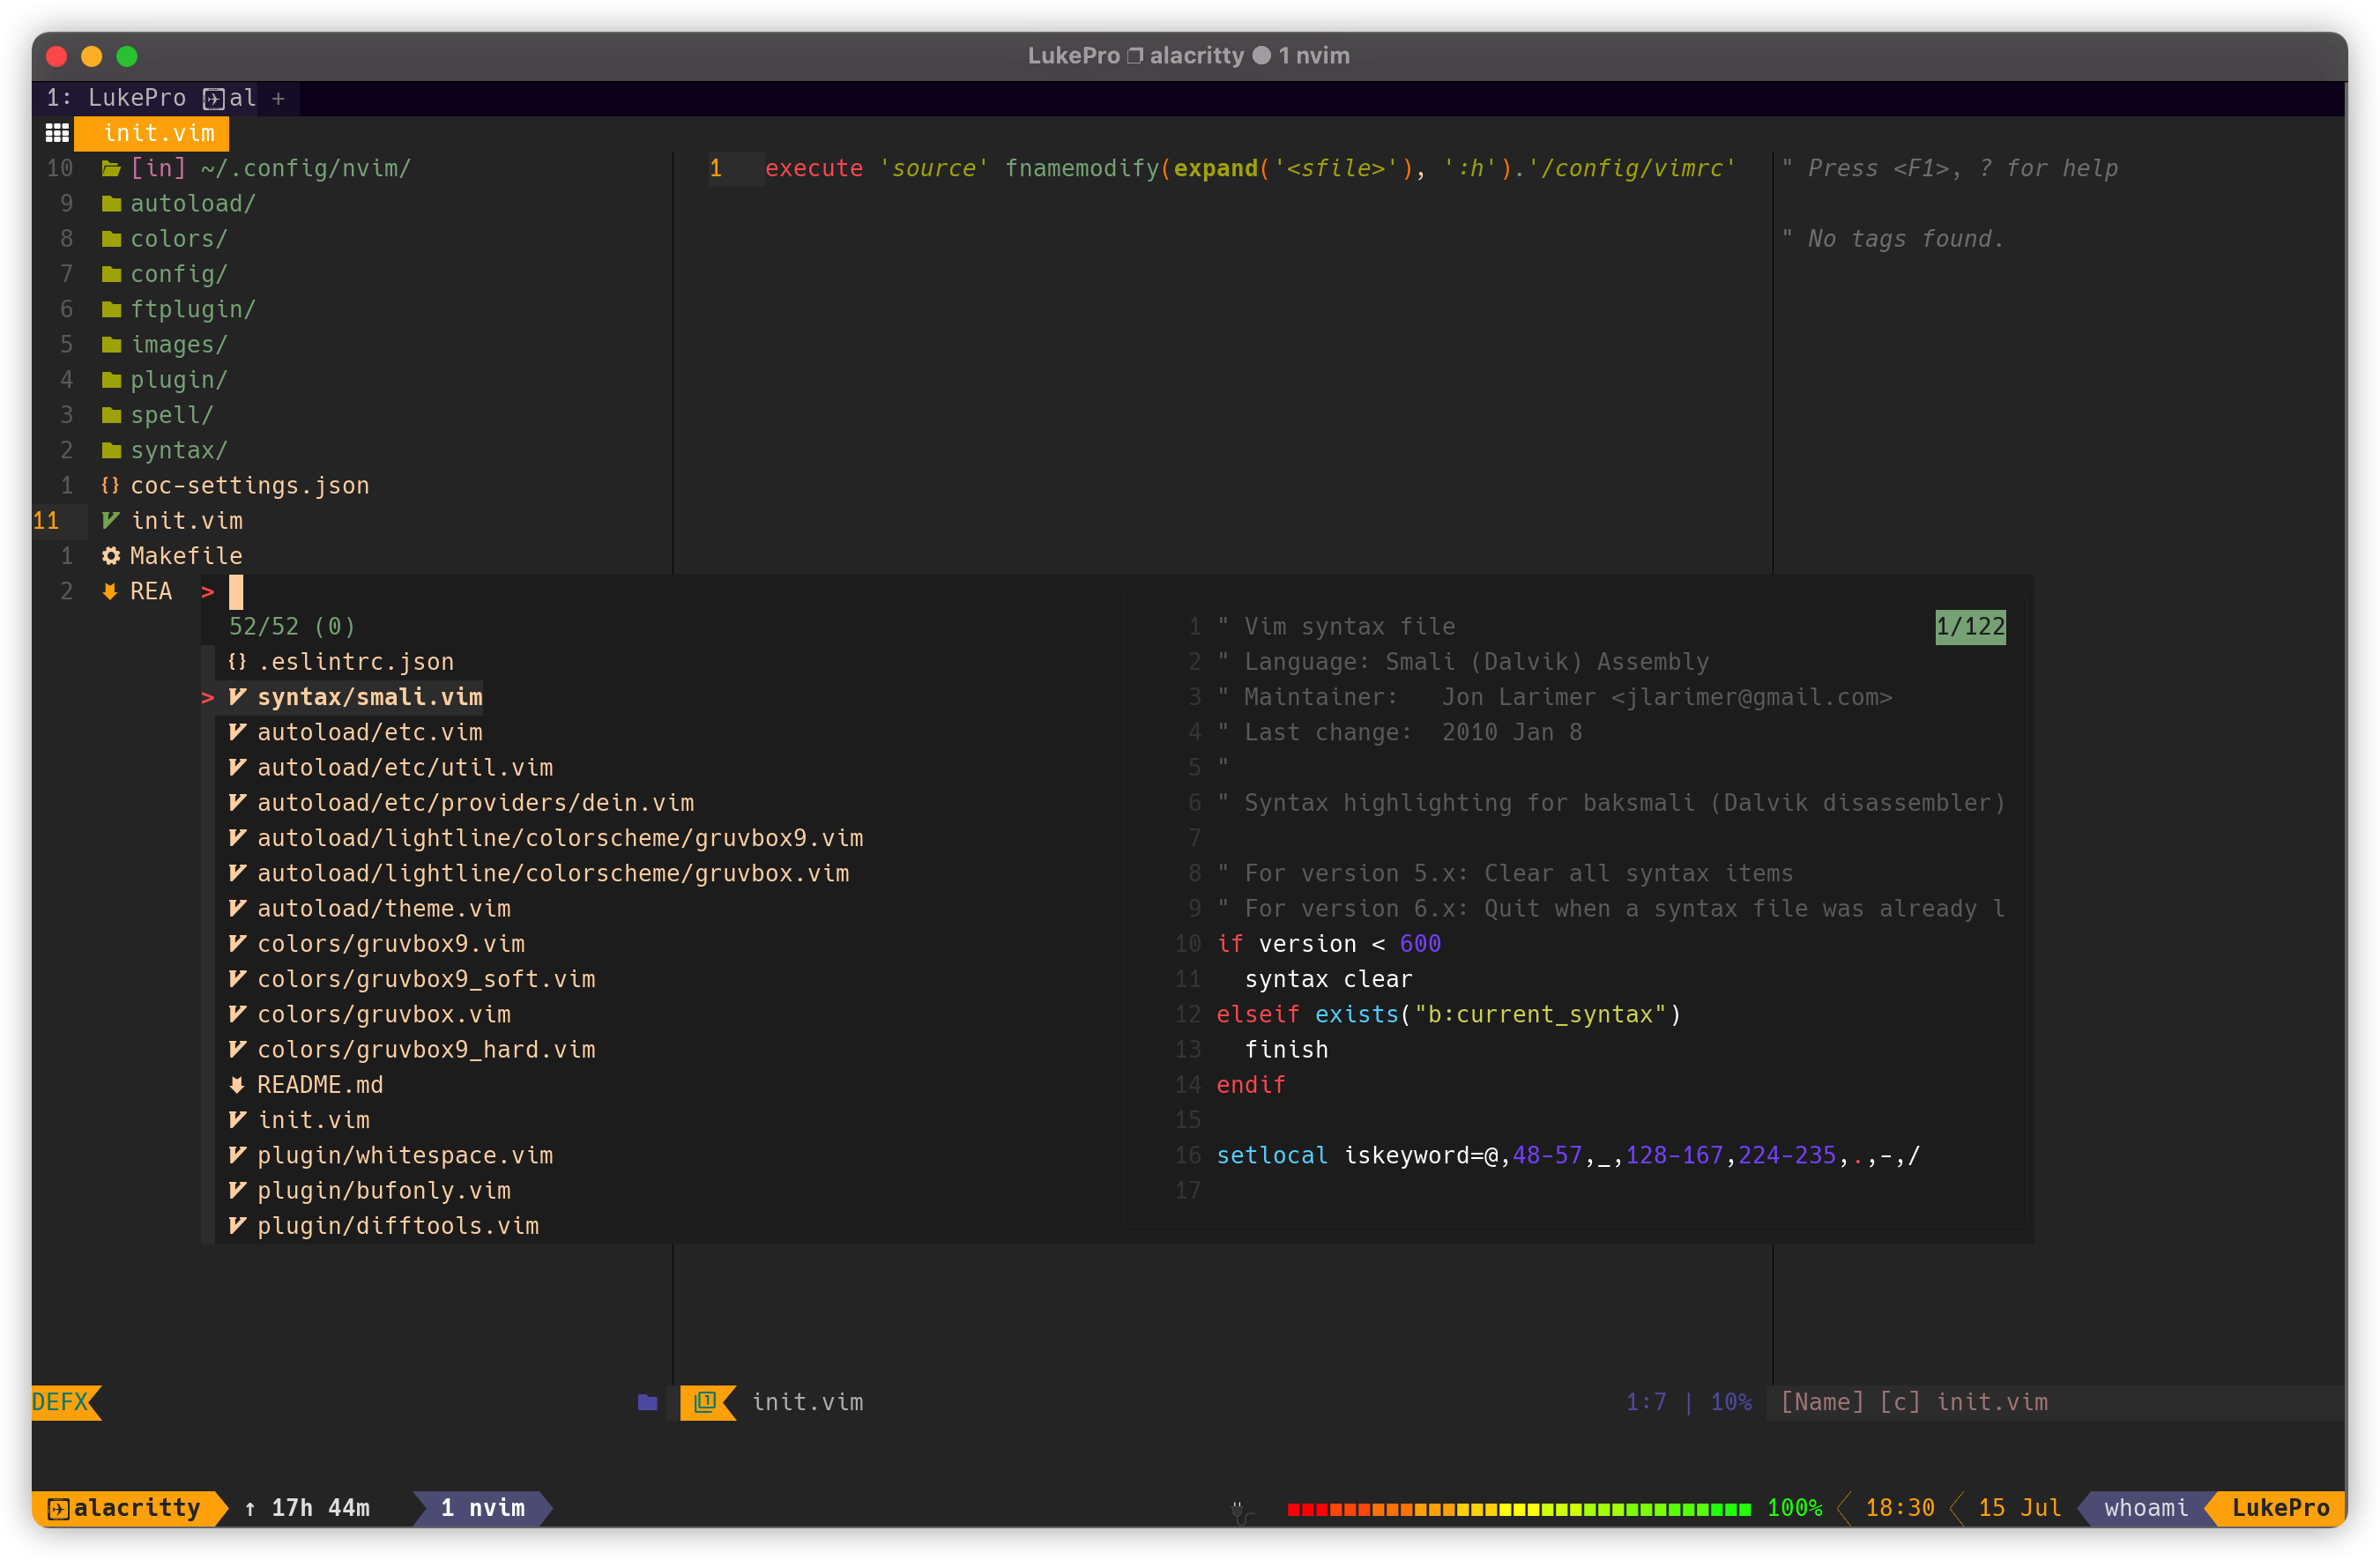 LukePro alacritty 1 nvim
1: LukePro al +
init.vim
10 [in] ~/.config/nvim/
9 autoload/
8 colors/
7 config/
6 ftplugin/
5 images/
4 plugin/
3 spell/
2 syntax/
1 coc-settings.json
11 init.vim
1 Makefile
2 REA
1 execute 'source' fnamemodify(expand('<sfile>'), ':h').'/config/vimrc'
" Press <F1>, ? for help
" No tags found.
>
52/52 (0)
{} .eslintrc.json
> syntax/smali.vim
autoload/etc.vim
autoload/etc/util.vim
autoload/etc/providers/dein.vim
autoload/lightline/colorscheme/gruvbox9.vim
autoload/lightline/colorscheme/gruvbox.vim
autoload/theme.vim
colors/gruvbox9.vim
colors/gruvbox9_soft.vim
colors/gruvbox.vim
colors/gruvbox9_hard.vim
README.md
init.vim
plugin/whitespace.vim
plugin/bufonly.vim
plugin/difftools.vim
1/122
1 " Vim syntax file
2 " Language: Smali (Dalvik) Assembly
3 " Maintainer:   Jon Larimer <jlarimer@gmail.com>
4 " Last change:  2010 Jan 8
5 "
6 " Syntax highlighting for baksmali (Dalvik disassembler)
7
8 " For version 5.x: Clear all syntax items
9 " For version 6.x: Quit when a syntax file was already l
10 if version < 600
11   syntax clear
12 elseif exists("b:current_syntax")
13   finish
14 endif
15
16 setlocal iskeyword=@,48-57,_,128-167,224-235,.,-,/
17
DEFX
1 init.vim
1:7 | 10%
[Name] [c] init.vim
alacritty ↑ 17h 44m 1 nvim
100% 18:30 15 Jul whoami LukePro